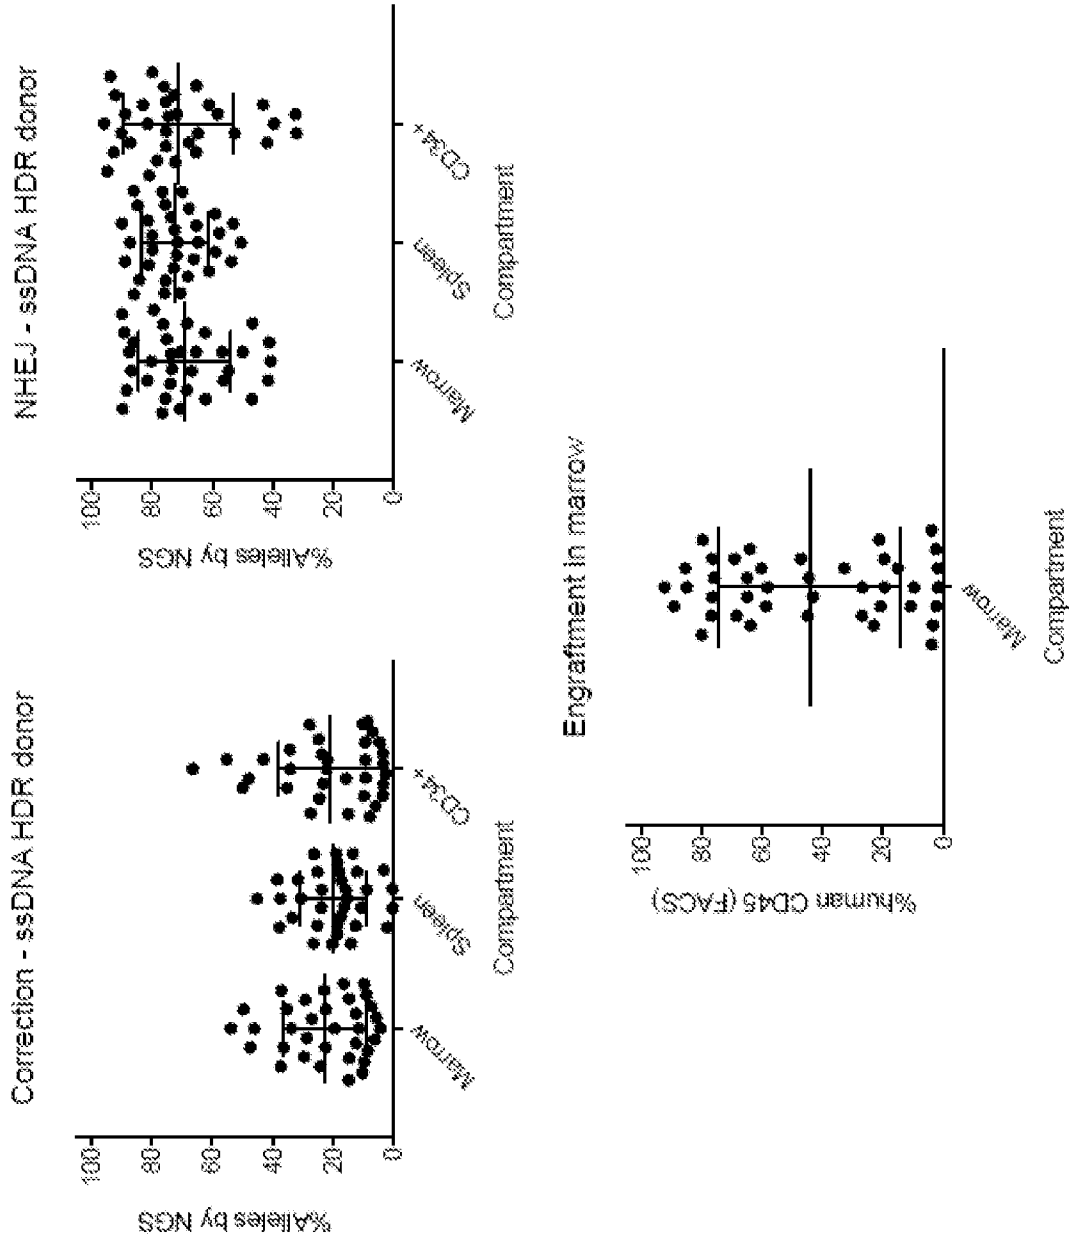 Correction - ssDNA HDR donor
%Alleles by NGS
100
80
60
40
20
0
Marrow
Spleen
CD34+
Compartment
NHEJ - ssDNA HDR donor
%Alleles by NGS
100
80
60
40
20
0
Marrow
Spleen
CD34+
Compartment
Engraftment in marrow
%human CD45 (FACS)
100
80
60
40
20
0
Marrow
Compartment